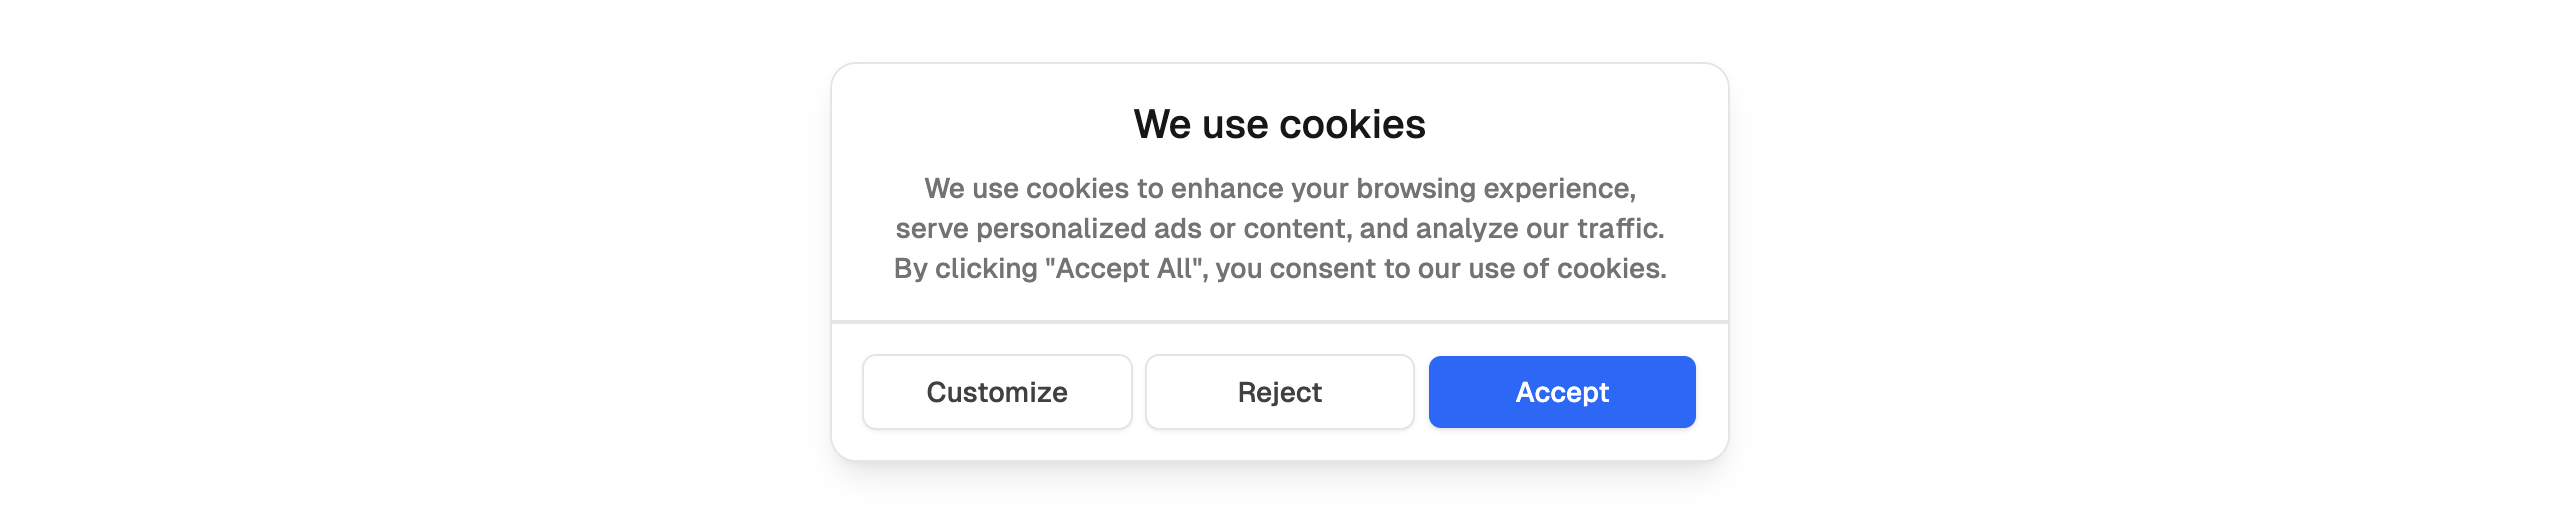 We use cookies
We use cookies to enhance your browsing experience,
serve personalized ads or content, and analyze our traffic.
By clicking "Accept All", you consent to our use of cookies.
Customize
Reject
Accept